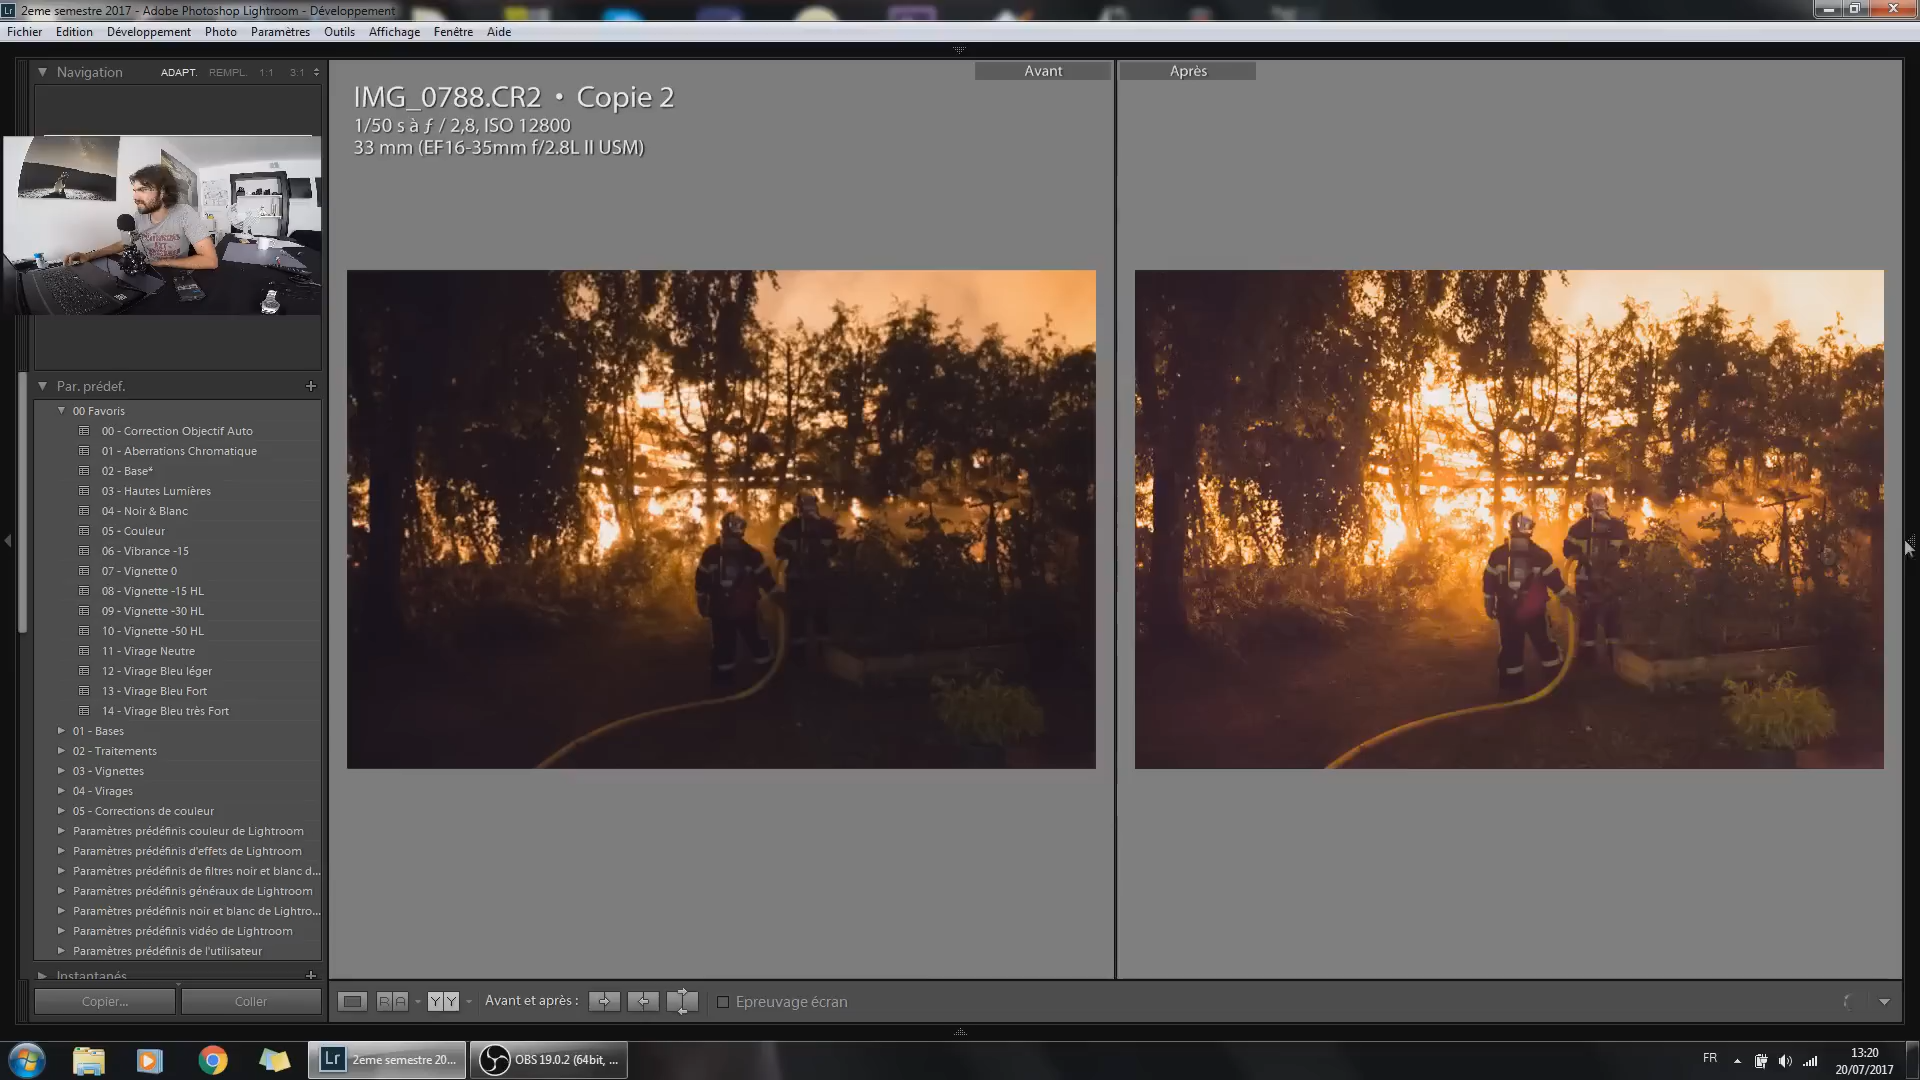 2eme semestre 2017 - Adobe Photoshop Lightroom - Développement
Fichier Edition Développement Photo Paramètres Outils Affichage Fenêtre Aide
Navigation ADAPT. REMPL. 1:1 3:1
Avant
Après
IMG_0788.CR2 • Copie 2
1/50 s à ƒ / 2,8, ISO 12800
33 mm (EF16-35mm f/2.8L II USM)
Par. prédéf.
00 Favoris
00 - Correction Objectif Auto
01 - Aberrations Chromatique
02 - Base*
03 - Hautes Lumières
04 - Noir & Blanc
05 - Couleur
06 - Vibrance -15
07 - Vignette 0
08 - Vignette -15 HL
09 - Vignette -30 HL
10 - Vignette -50 HL
11 - Virage Neutre
12 - Virage Bleu léger
13 - Virage Bleu Fort
14 - Virage Bleu très Fort
01 - Bases
02 - Traitements
03 - Vignettes
04 - Virages
05 - Corrections de couleur
Paramètres prédéfinis couleur de Lightroom
Paramètres prédéfinis d'effets de Lightroom
Paramètres prédéfinis de filtres noir et blanc d...
Paramètres prédéfinis généraux de Lightroom
Paramètres prédéfinis noir et blanc de Lightro...
Paramètres prédéfinis vidéo de Lightroom
Paramètres prédéfinis de l'utilisateur
Instantanés
Copier... Coller
R A Y Y Avant et après : Epreuvage écran
Lr 2eme semestre 20... OBS 19.0.2 (64bit, ...
FR 13:20
20/07/2017